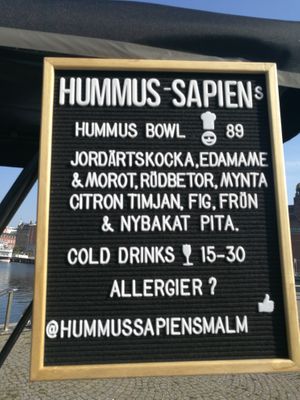 HUMMUS-SAPIENS
HUMMUS BOWL 89
JORDÄRTSKOCKA, EDAMAME
& MOROT, RÖDBETOR, MYNTA
CITRON TIMJAN, FIG, FRÖN
& NYBAKAT PITA.
COLD DRINKS 15-30
ALLERGIER?
@HUMMUSSAPIENSMALM